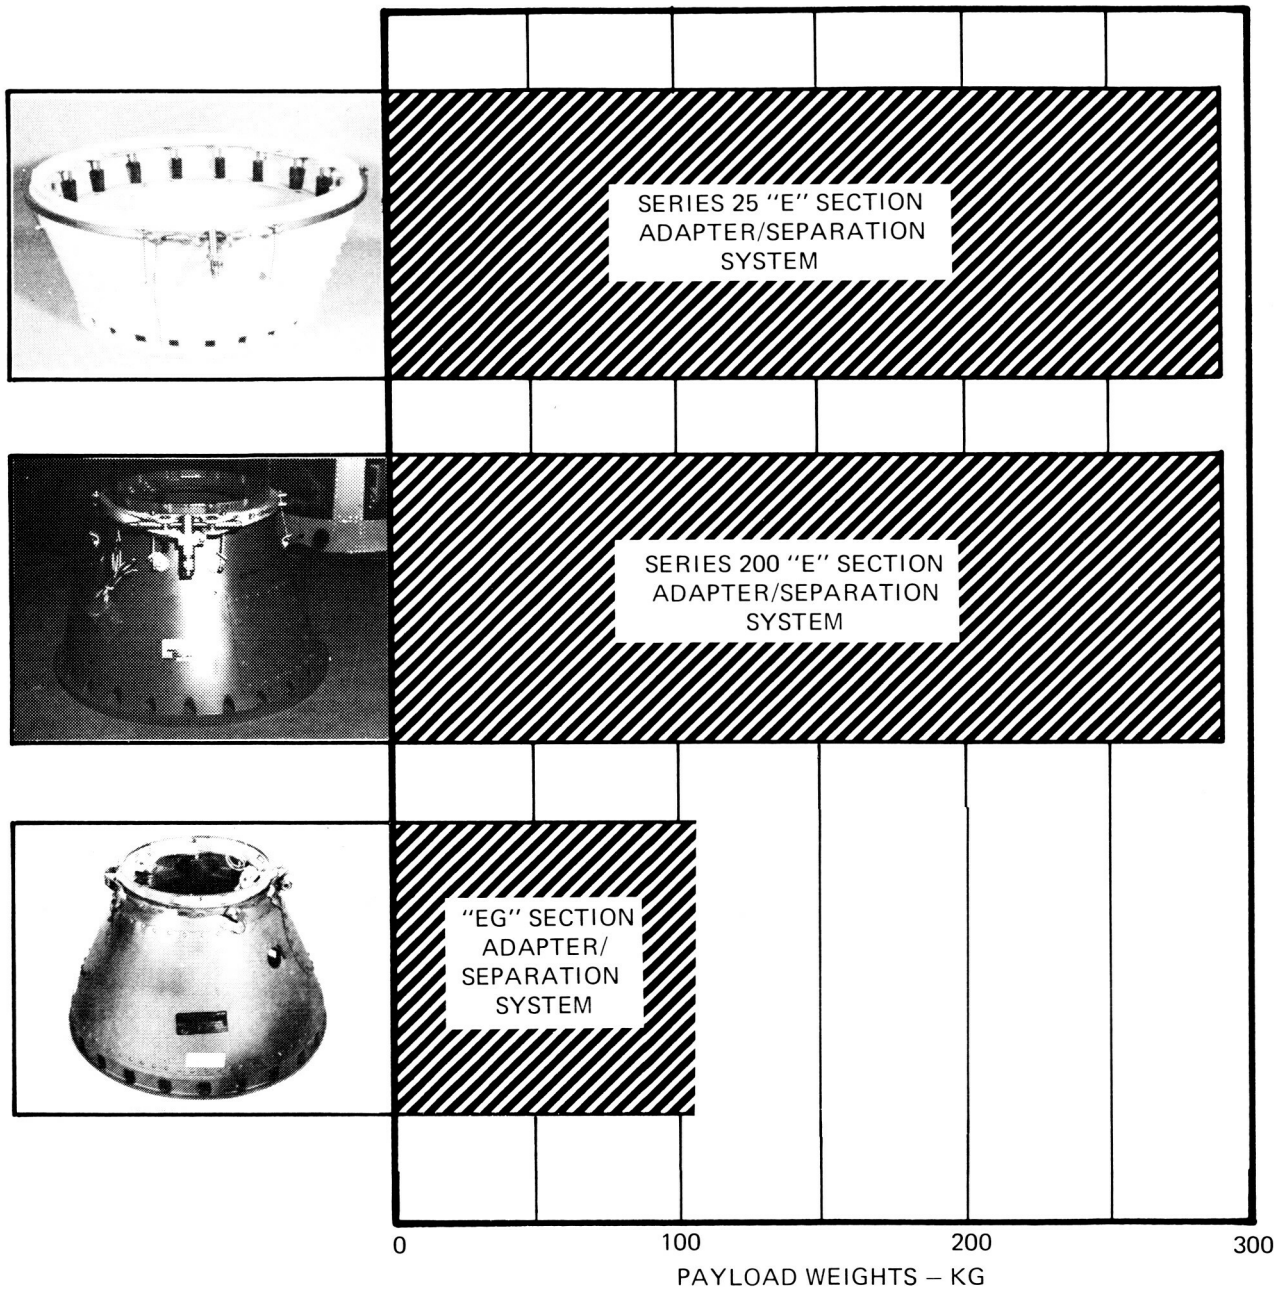 SERIES 25 "E" SECTION
ADAPTER/SEPARATION
SYSTEM
SERIES 200 "E" SECTION
ADAPTER/SEPARATION
SYSTEM
"EG" SECTION
ADAPTER/
SEPARATION
SYSTEM
0 100 200 300
PAYLOAD WEIGHTS – KG